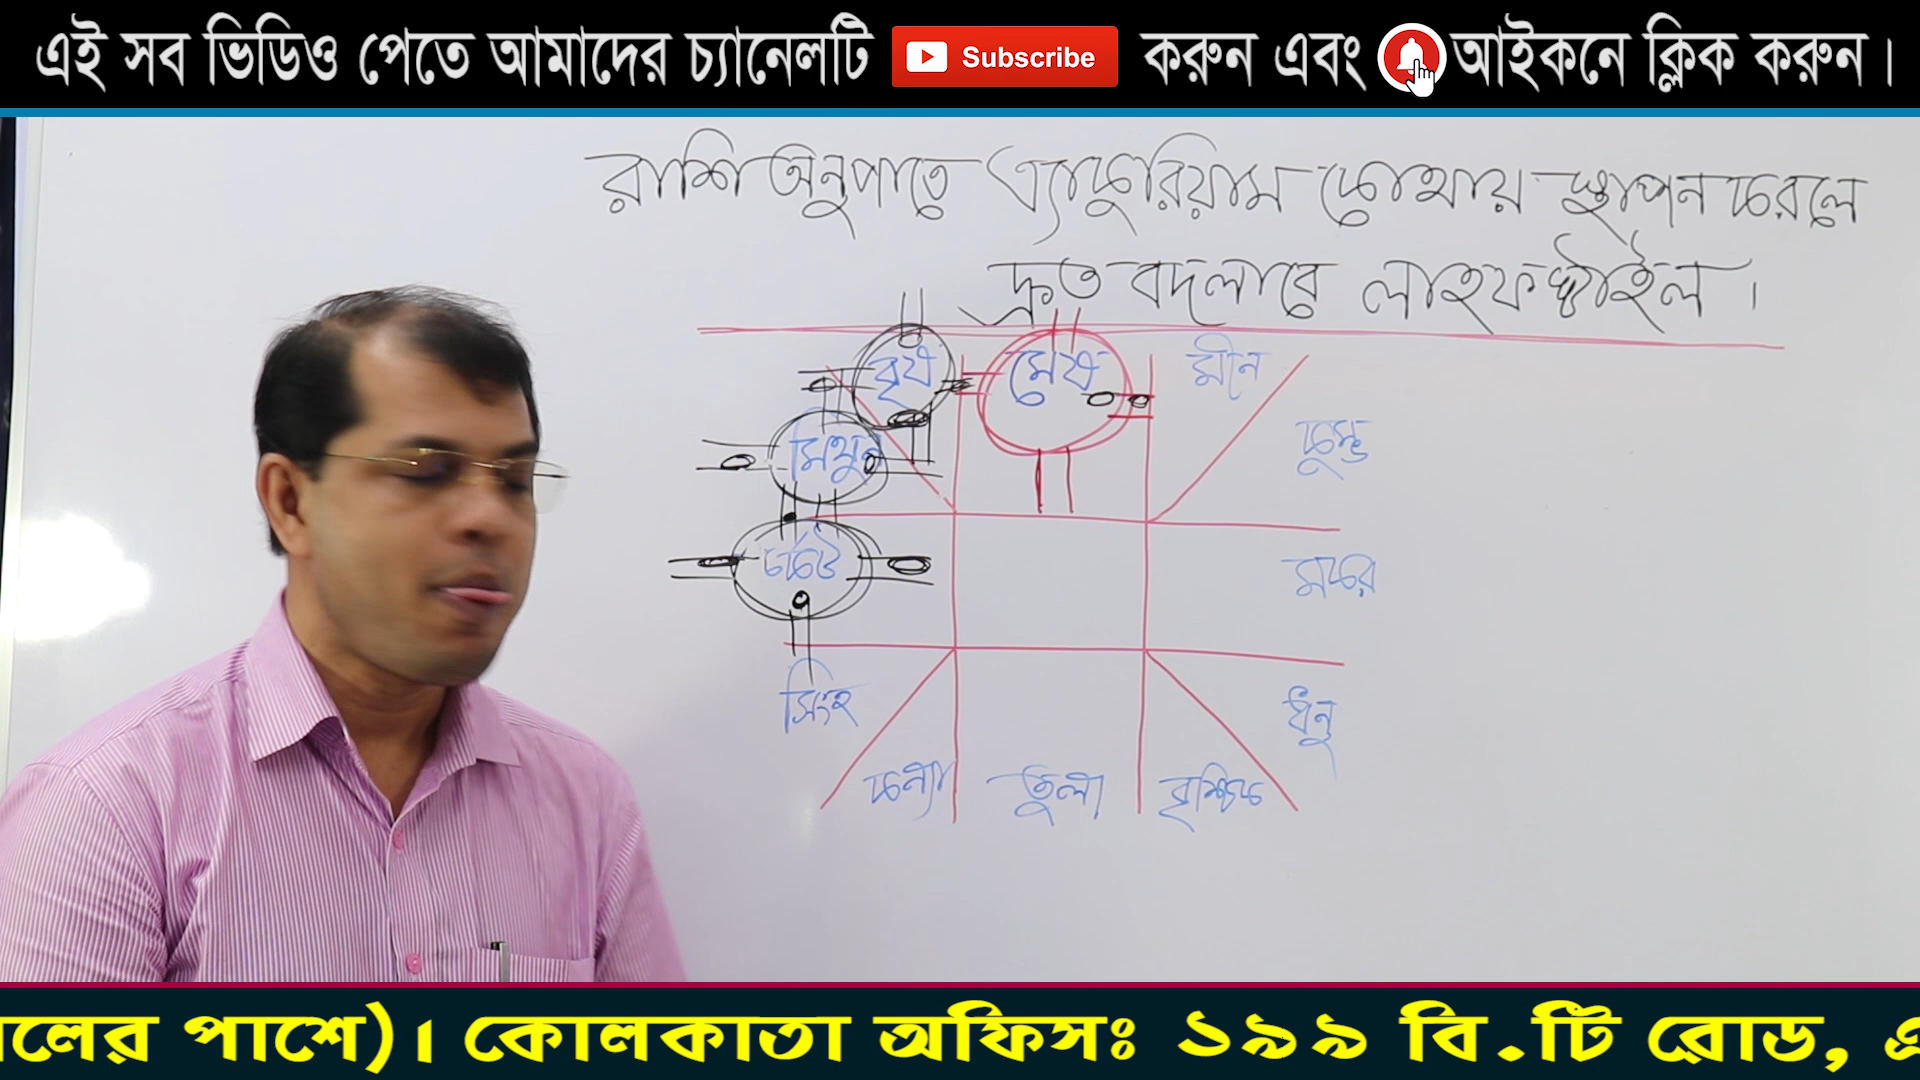 এই সব ভিডিও পেতে আমাদের চ্যানেলটি Subscribe করুন এবং আইকনে ক্লিক করুন।
রাশি অনুপাতে এ্যাকুরিয়াম কোথায় স্থাপন করলে
দ্রুত বদলাবে লাইফস্টাইল।
বৃষ মেষ মীন
মিথুন কুম্ভ
কর্কট মকর
সিংহ ধনু
কন্যা তুলা বৃশ্চিক
লের পাশে)। কোলকাতা অফিসঃ ১৯৯ বি.টি রোড, এ